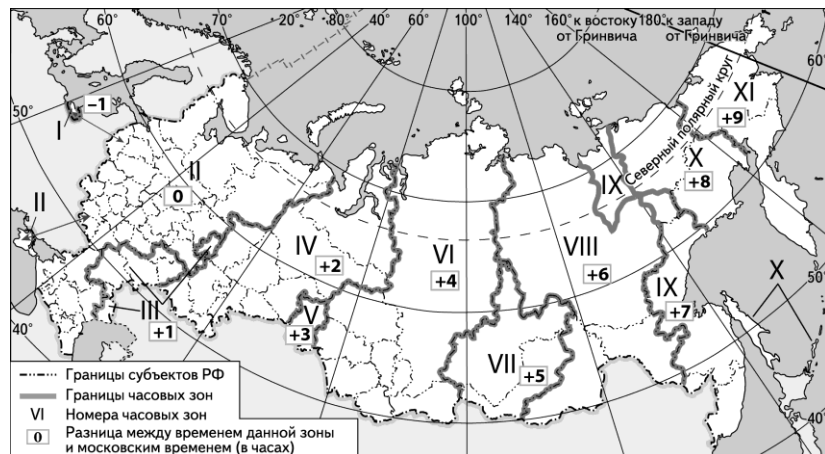 60° 70° 20° 80° 100° 140° 160° к востоку 180° к западу
от Гринвича от Гринвича
60°
50°
–1
I
XI
+9
Северный полярный круг
II
0
X
+8
IX
II
IV
+2
VI
+4
VIII
+6
IX
+7
X
50°
III
+1
V
+3
VII
+5
40°
40°
Границы субъектов РФ
Границы часовых зон
VI Номера часовых зон
0 Разница между временем данной зоны
и московским временем (в часах)